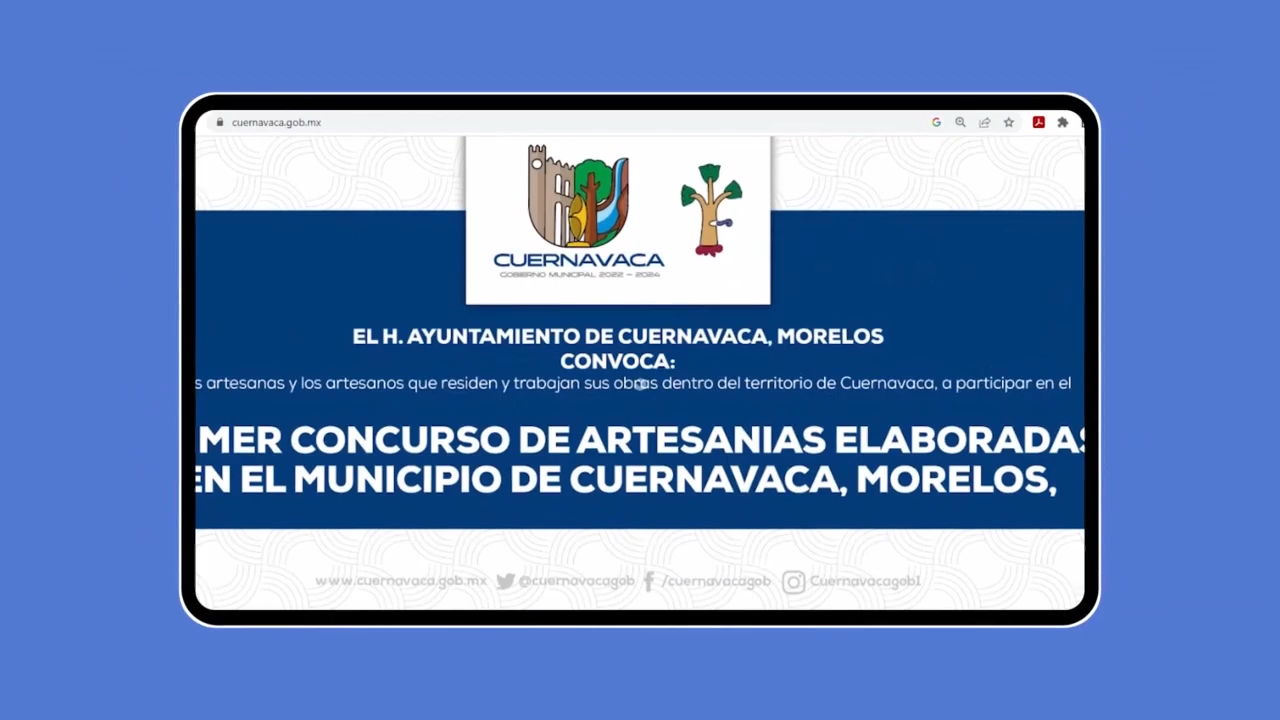 cuernavaca.gob.mx
CUERNAVACA
GOBIERNO MUNICIPAL 2022 - 2024
EL H. AYUNTAMIENTO DE CUERNAVACA, MORELOS
CONVOCA:
s artesanas y los artesanos que residen y trabajan sus obras dentro del territorio de Cuernavaca, a participar en el
MER CONCURSO DE ARTESANIAS ELABORADAS
EN EL MUNICIPIO DE CUERNAVACA, MORELOS,
www.cuernavaca.gob.mx @cuernavacagob /cuernavacagob Cuernavacagob1